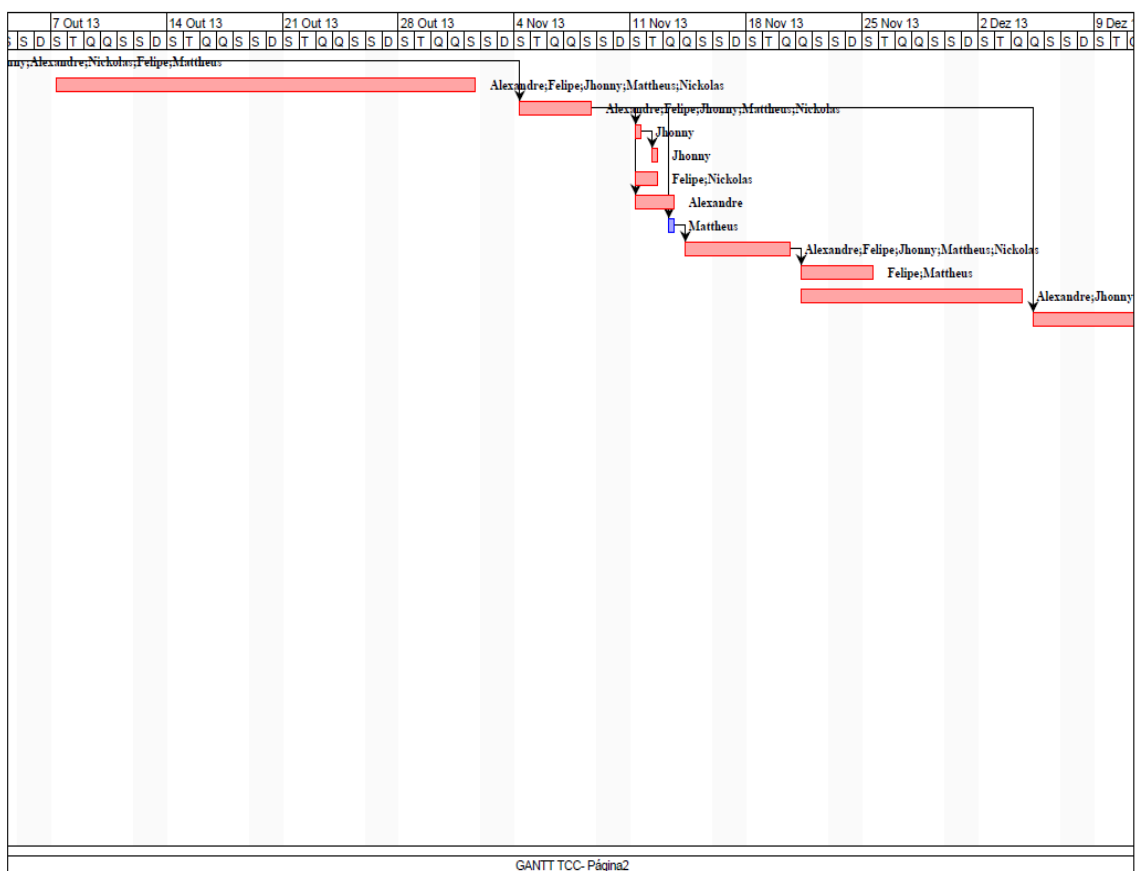 7 Out 13 14 Out 13 21 Out 13 28 Out 13 4 Nov 13 11 Nov 13 18 Nov 13 25 Nov 13 2 Dez 13 9 Dez
S D S T Q Q S S D S T Q Q S S D S T Q Q S S D S T Q Q S S D S T Q Q S S D S T Q Q S S D S T Q Q S S D S T Q Q S S D S T Q Q S S D S T
nny;Alexandre;Nickolas;Felipe;Mattheus
Alexandre;Felipe;Jhonny;Mattheus;Nickolas
Alexandre;Felipe;Jhonny;Mattheus;Nickolas
Jhonny
Jhonny
Felipe;Nickolas
Alexandre
Mattheus
Alexandre;Felipe;Jhonny;Mattheus;Nickolas
Felipe;Mattheus
Alexandre;Jhonny
GANTT TCC- Página2